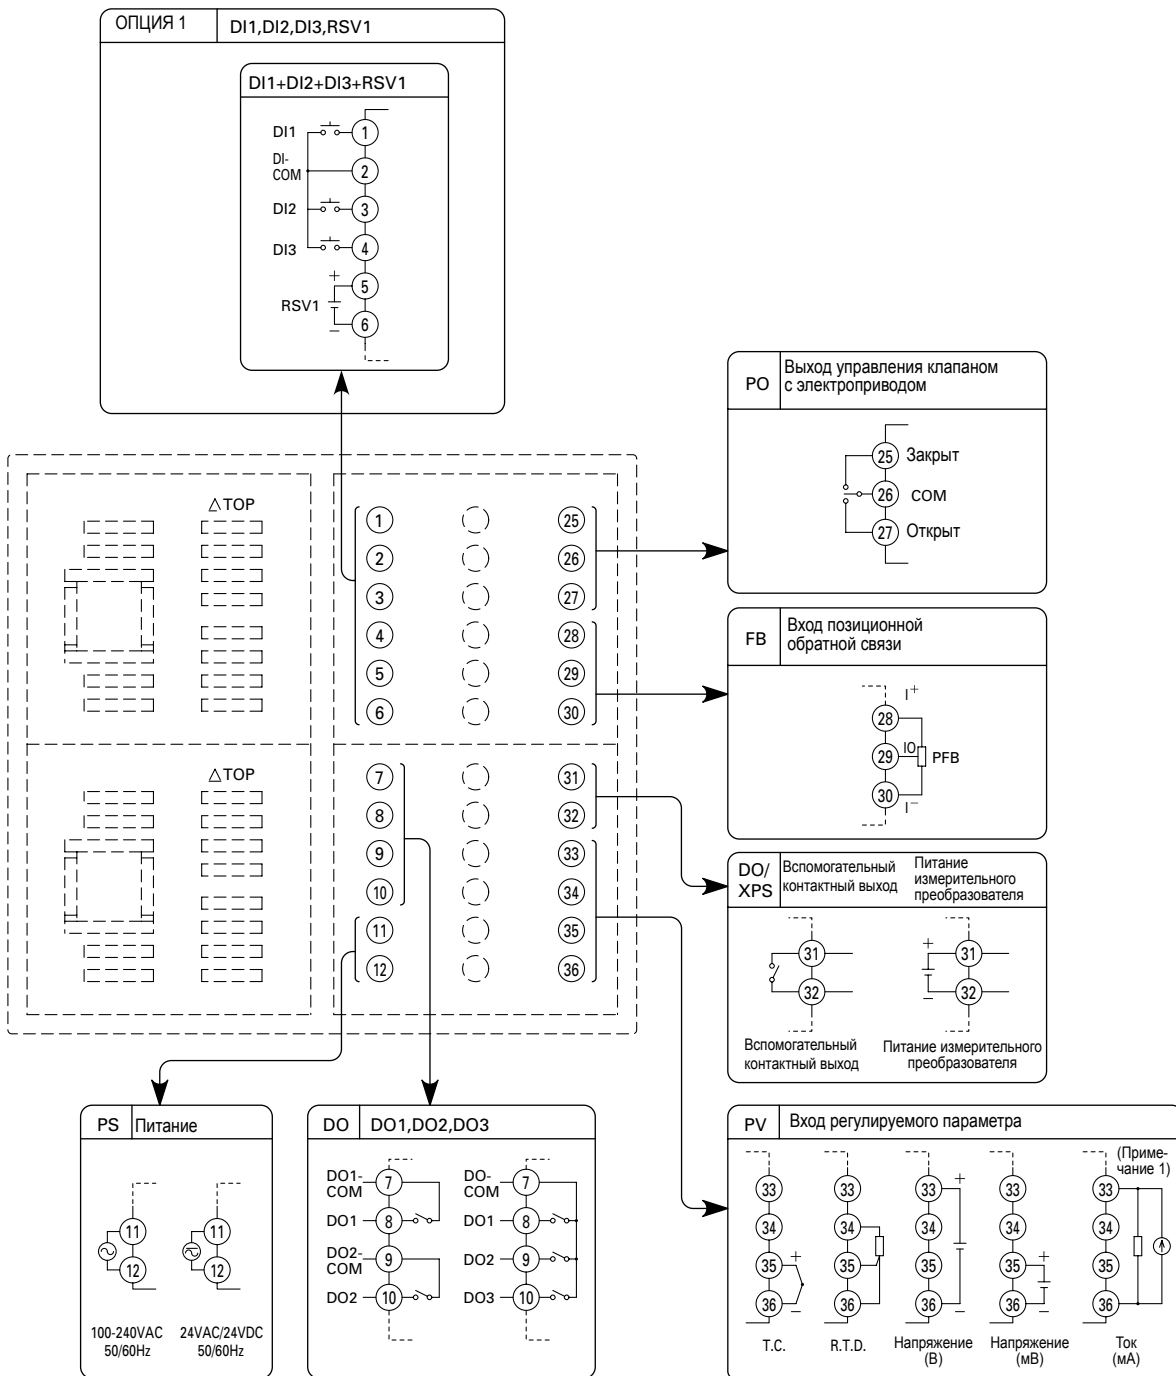 ОПЦИЯ 1
DI1,DI2,DI3,RSV1
DI1+DI2+DI3+RSV1
DI1
1
DI-
COM
2
DI2
3
DI3
4
+
5
RSV1
6
–
PO
Выход управления клапаном
с электроприводом
25 Закрыт
26 COM
27 Открыт
△TOP
1 25
2 26
3 27
4 28
5 29
6 30
△TOP
7 31
8 32
9 33
10 34
11 35
12 36
FB
Вход позиционной
обратной связи
I+
28
29 IO PFB
30
I–
DO/
XPS
Вспомогательный
контактный выход
Питание
измерительного
преобразователя
31
32
+
31
32
–
Вспомогательный
контактный выход
Питание измерительного
преобразователя
PS
Питание
11
12
11
12
100-240VAC
50/60Hz
24VAC/24VDC
50/60Hz
DO
DO1,DO2,DO3
DO1-
COM
7
DO1 8
DO2-
COM
9
DO2 10
DO-
COM
7
DO1 8
DO2 9
DO3 10
PV
Вход регулируемого параметра
33
34
35 +
36 –
T.C.
33
34
35
36
R.T.D.
33 +
34
35
36 –
Напряжение
(В)
33
34
35 +
36 –
Напряжение
(мВ)
(Приме-
чание 1)
33
34
35
36
Ток
(мА)